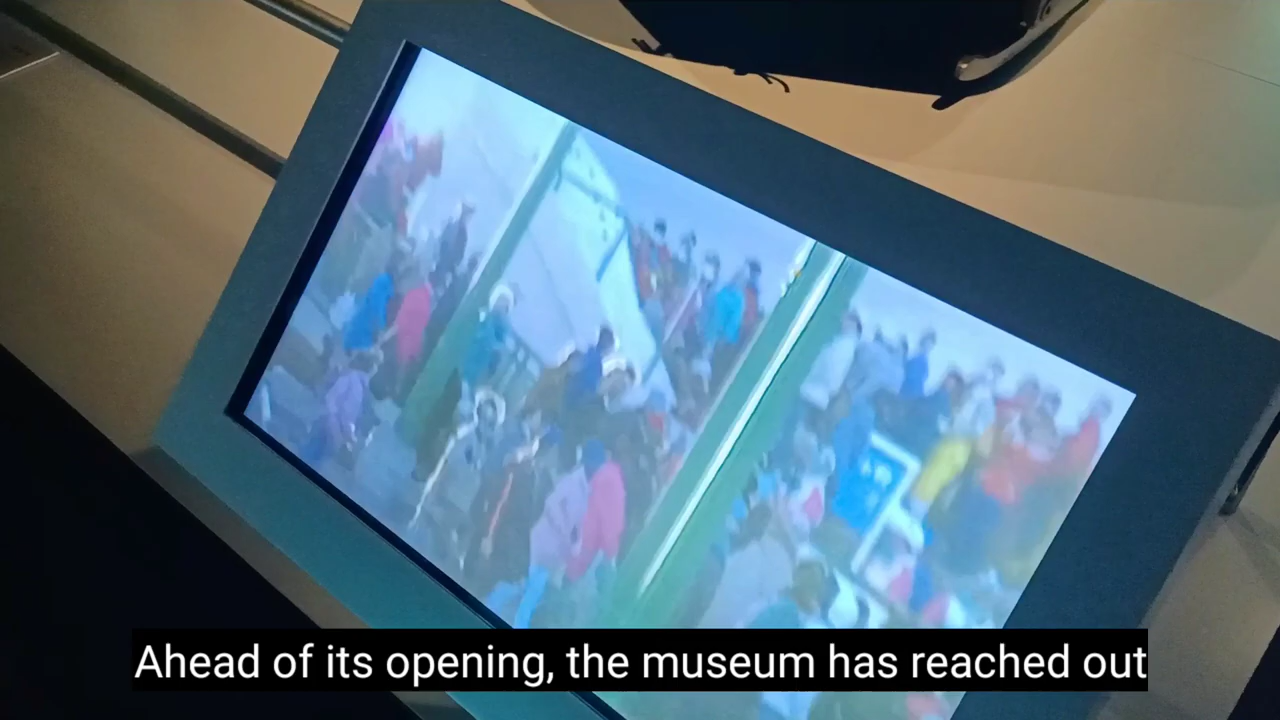 Ahead of its opening, the museum has reached out